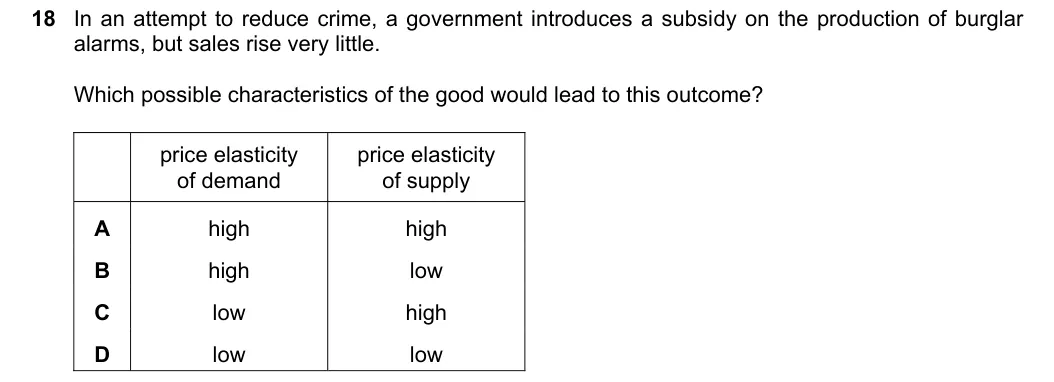 18 In an attempt to reduce crime, a government introduces a subsidy on the production of burglar
alarms, but sales rise very little.
Which possible characteristics of the good would lead to this outcome?
price elasticity of demand price elasticity of supply
A high high
B high low
C low high
D low low